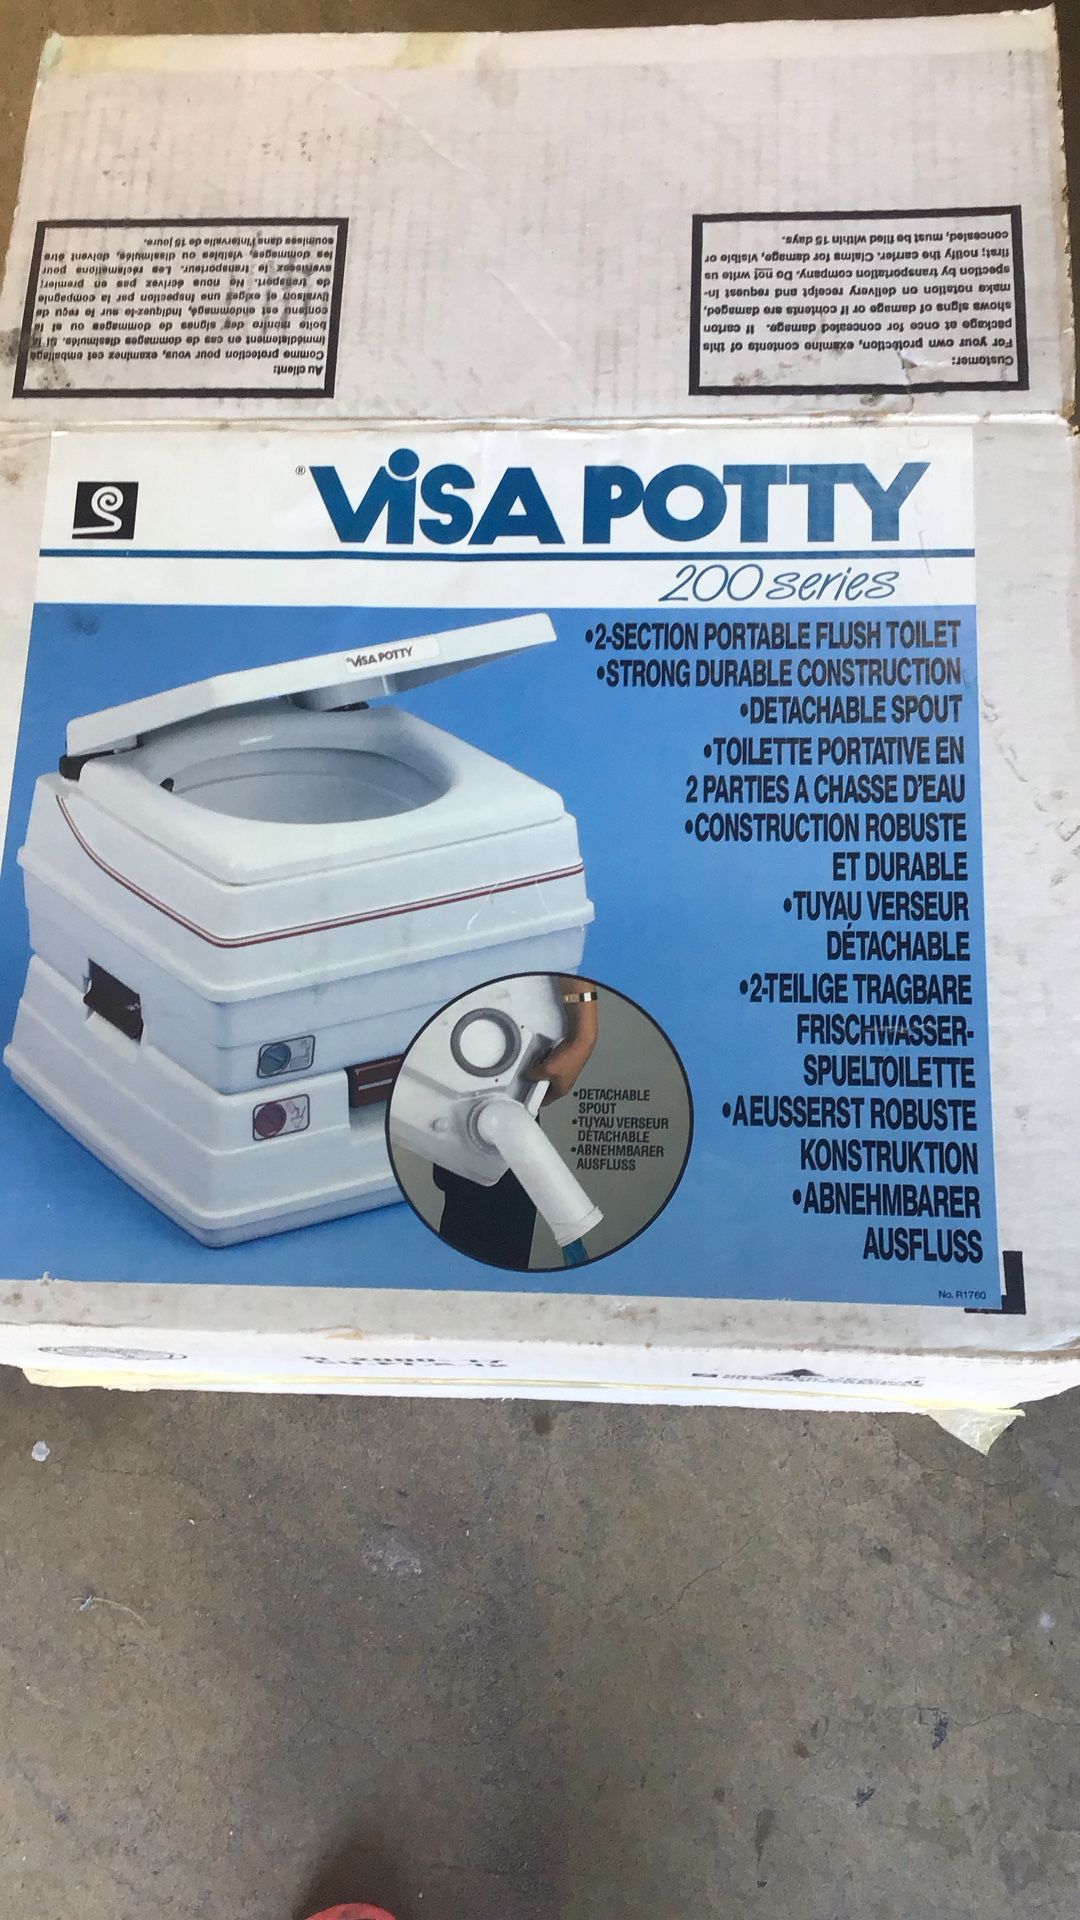 Au client:
Comme protection pour vous, examinez cet emballage
immédiatement en cas de dommages dissimulés. Si la
boîte montre des signes de dommages ou si le
contenu est endommagé, indiquez-le sur le reçu de
livraison et exigez une inspection par la compagnie
de transport. Ne nous écrivez pas en premier;
avertissez le transporteur. Les réclamations pour
les dommages, visibles ou dissimulés, doivent être
soumises dans l'intervalle de 15 jours.
Customer:
For your own protection, examine contents of this
package at once for concealed damage. If carton
shows signs of damage or if contents are damaged,
make notation on delivery receipt and request in-
spection by transportation company. Do not write us
first; notify the carrier. Claims for damage, visible or
concealed, must be filed within 15 days.
® VISA POTTY
200 series
®VISA POTTY
•2-SECTION PORTABLE FLUSH TOILET
•STRONG DURABLE CONSTRUCTION
•DETACHABLE SPOUT
•TOILETTE PORTATIVE EN
2 PARTIES A CHASSE D'EAU
•CONSTRUCTION ROBUSTE
ET DURABLE
•TUYAU VERSEUR
DÉTACHABLE
•2-TEILIGE TRAGBARE
FRISCHWASSER-
SPUELTOILETTE
•AEUSSERST ROBUSTE
KONSTRUKTION
•ABNEHMBARER
AUSFLUSS
•DETACHABLE
SPOUT
•TUYAU VERSEUR
DÉTACHABLE
•ABNEHMBARER
AUSFLUSS
No. R1760